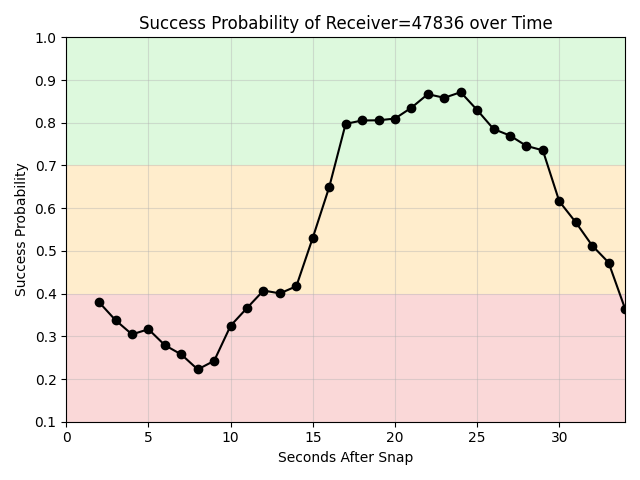 Success Probability of Receiver=47836 over Time
1.0
0.9
0.8
0.7
0.6
0.5
0.4
0.3
0.2
0.1
Success Probability
0 5 10 15 20 25 30
Seconds After Snap